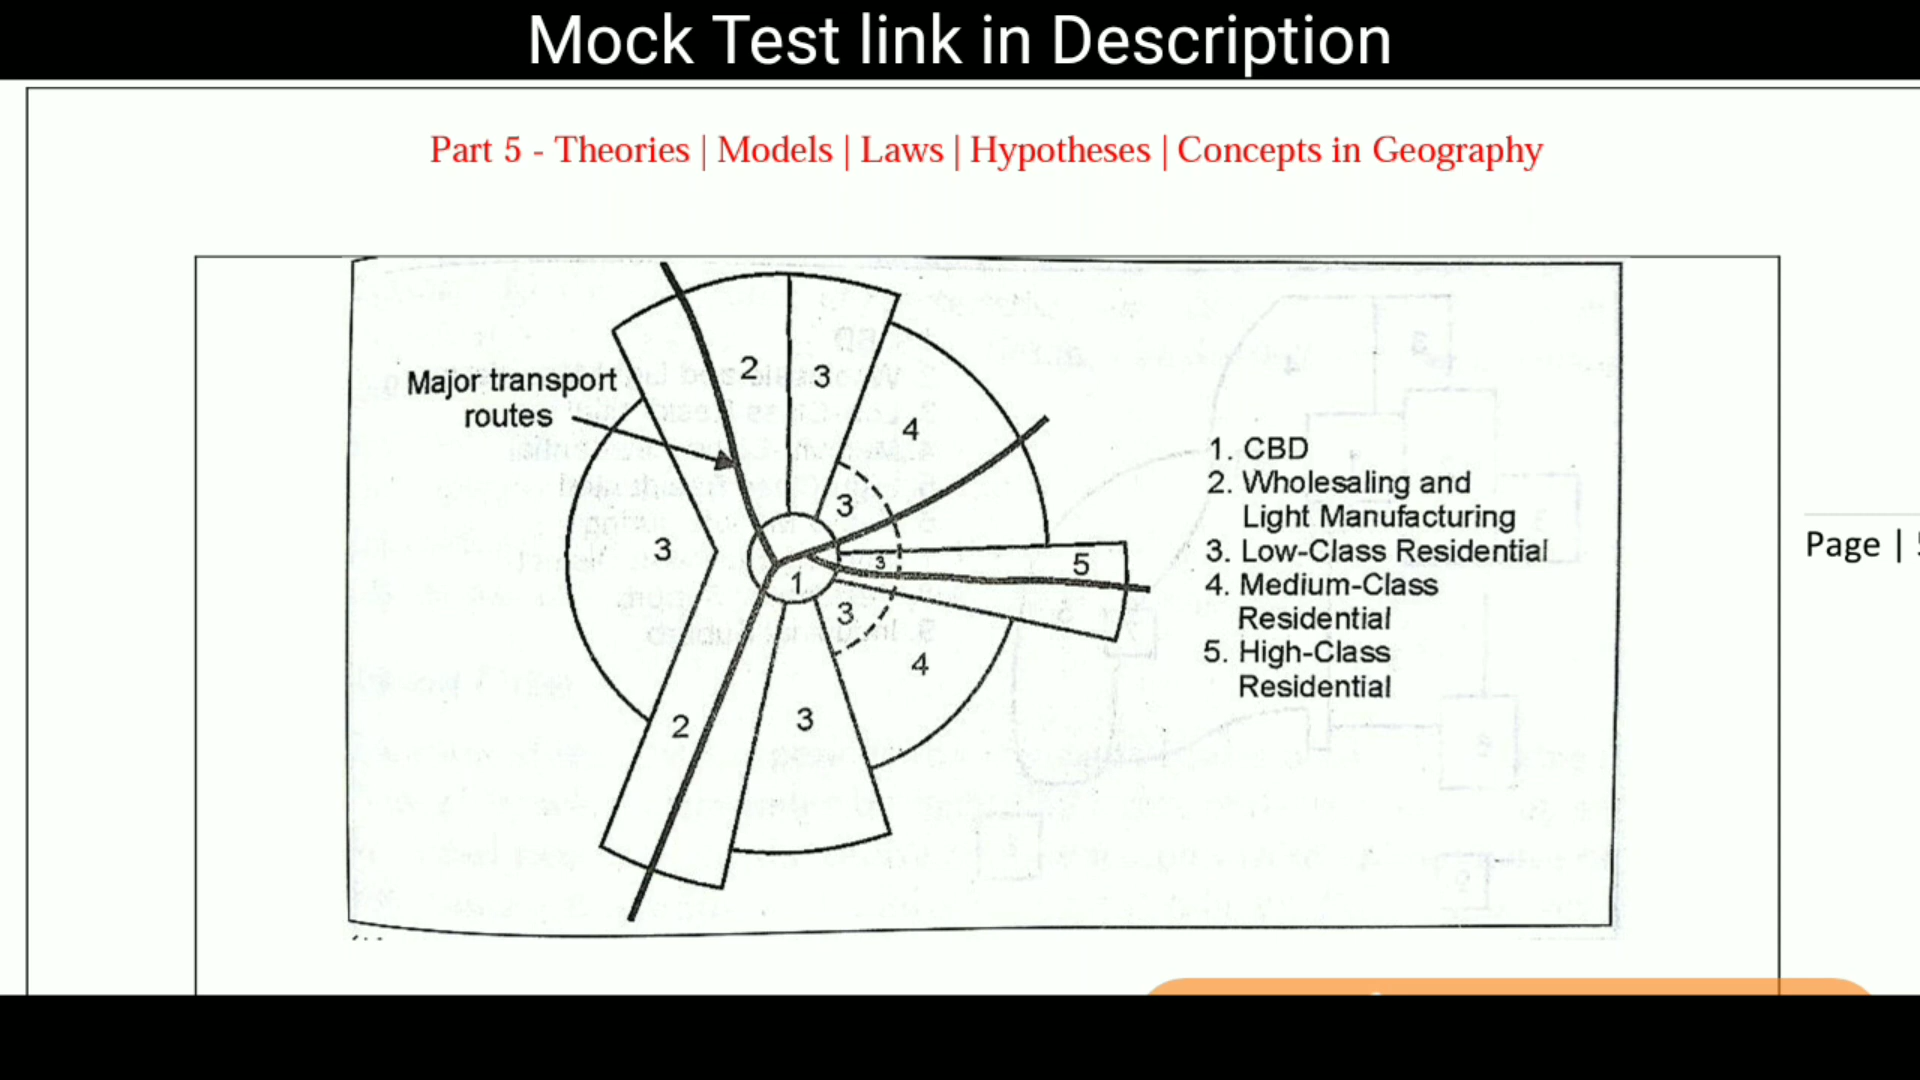 Mock Test link in Description
Part 5 - Theories | Models | Laws | Hypotheses | Concepts in Geography
Major transport
routes
2
3
4
3
3
3
5
1
3
4
2
3
1. CBD
2. Wholesaling and
Light Manufacturing
3. Low-Class Residential
4. Medium-Class
Residential
5. High-Class
Residential
Page |